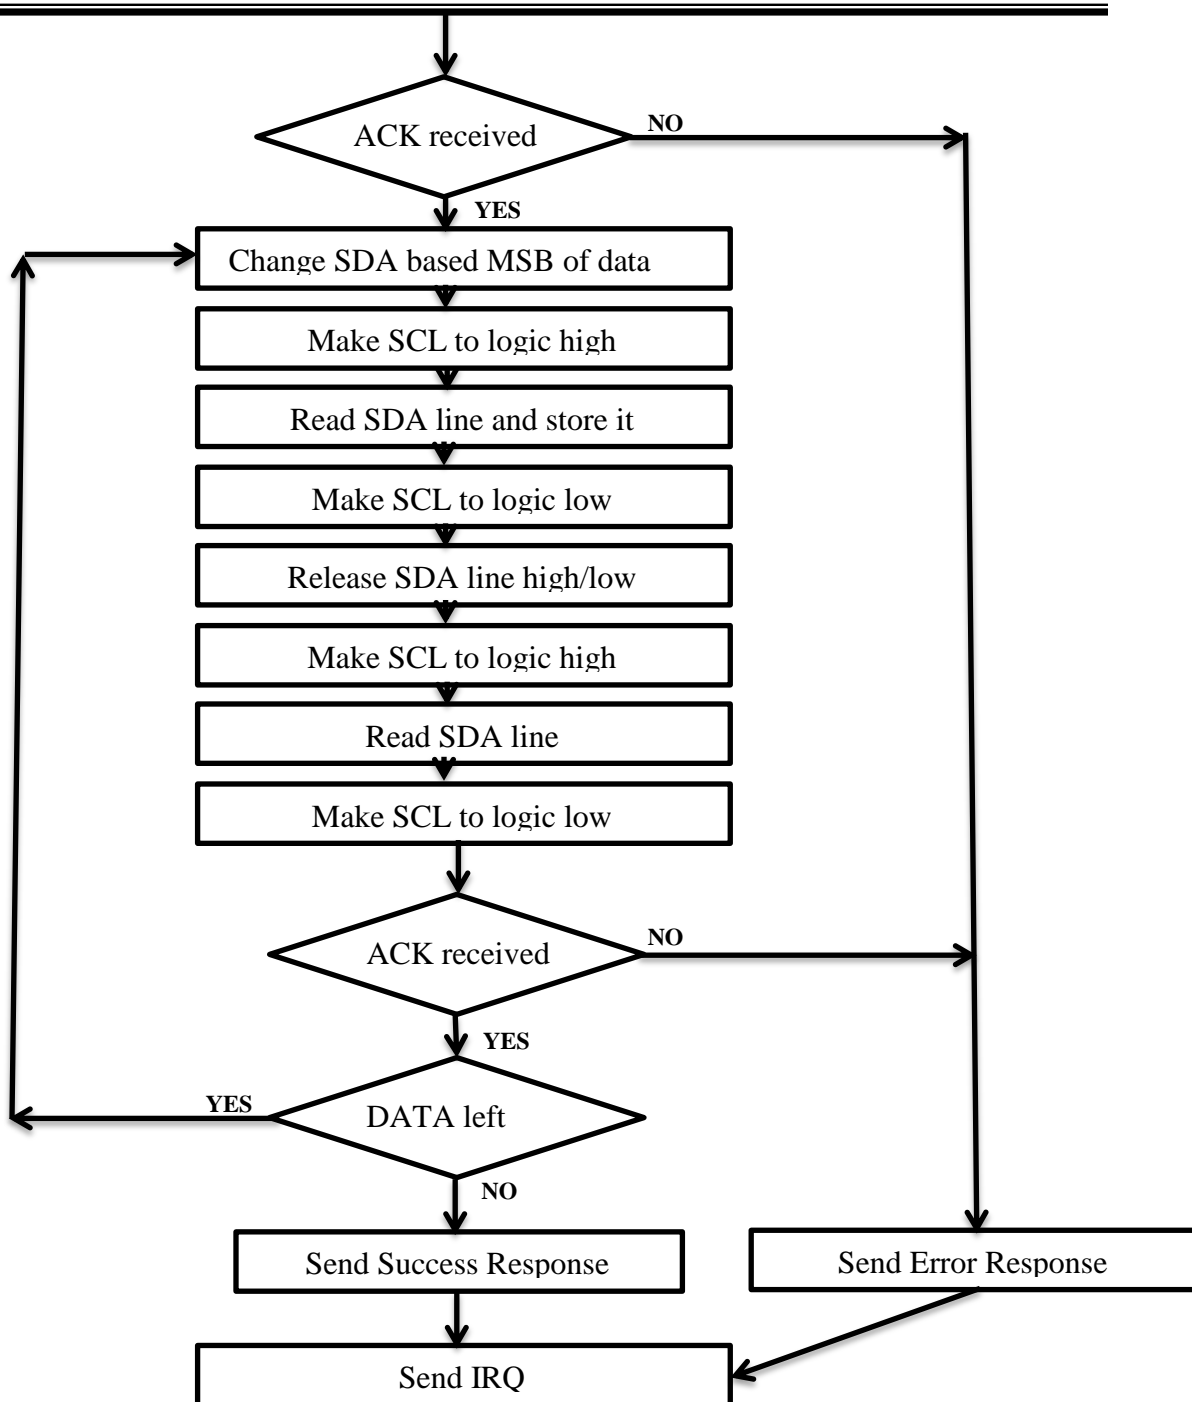 ACK received
NO
YES
Change SDA based MSB of data
Make SCL to logic high
Read SDA line and store it
Make SCL to logic low
Release SDA line high/low
Make SCL to logic high
Read SDA line
Make SCL to logic low
ACK received
NO
YES
YES
DATA left
NO
Send Success Response
Send Error Response
Send IRQ